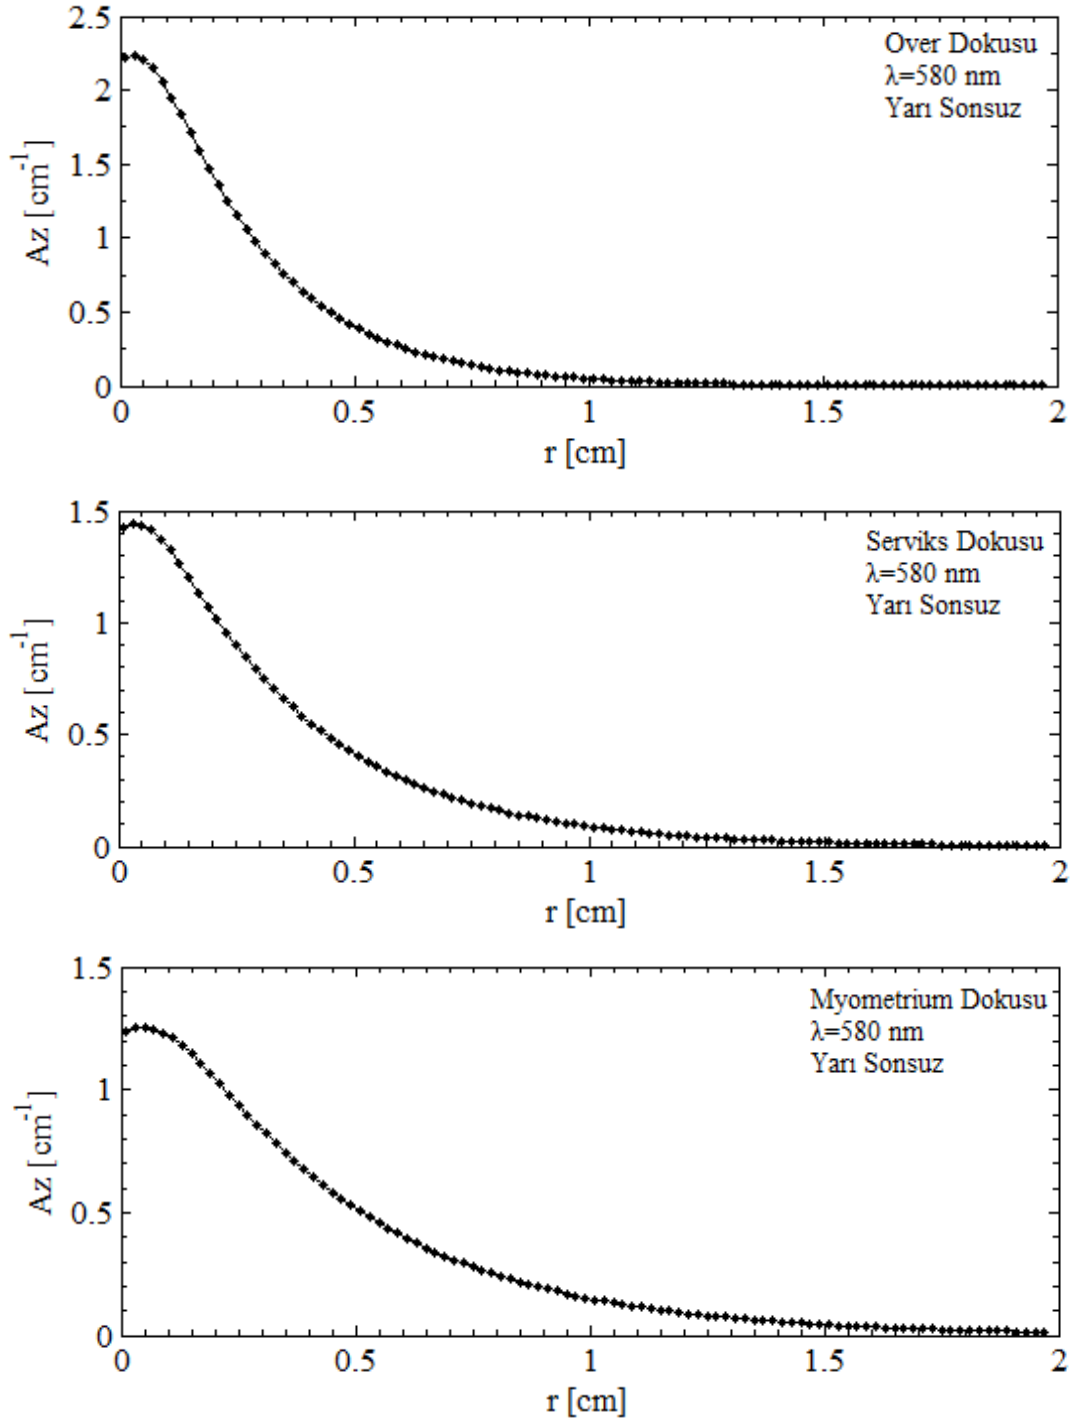 2.5
2
1.5
1
0.5
0
Az [cm⁻¹]
Over Dokusu
λ=580 nm
Yarı Sonsuz
0 0.5 1 1.5 2
r [cm]
1.5
1
0.5
0
Az [cm⁻¹]
Serviks Dokusu
λ=580 nm
Yarı Sonsuz
0 0.5 1 1.5 2
r [cm]
1.5
1
0.5
0
Az [cm⁻¹]
Myometrium Dokusu
λ=580 nm
Yarı Sonsuz
0 0.5 1 1.5 2
r [cm]